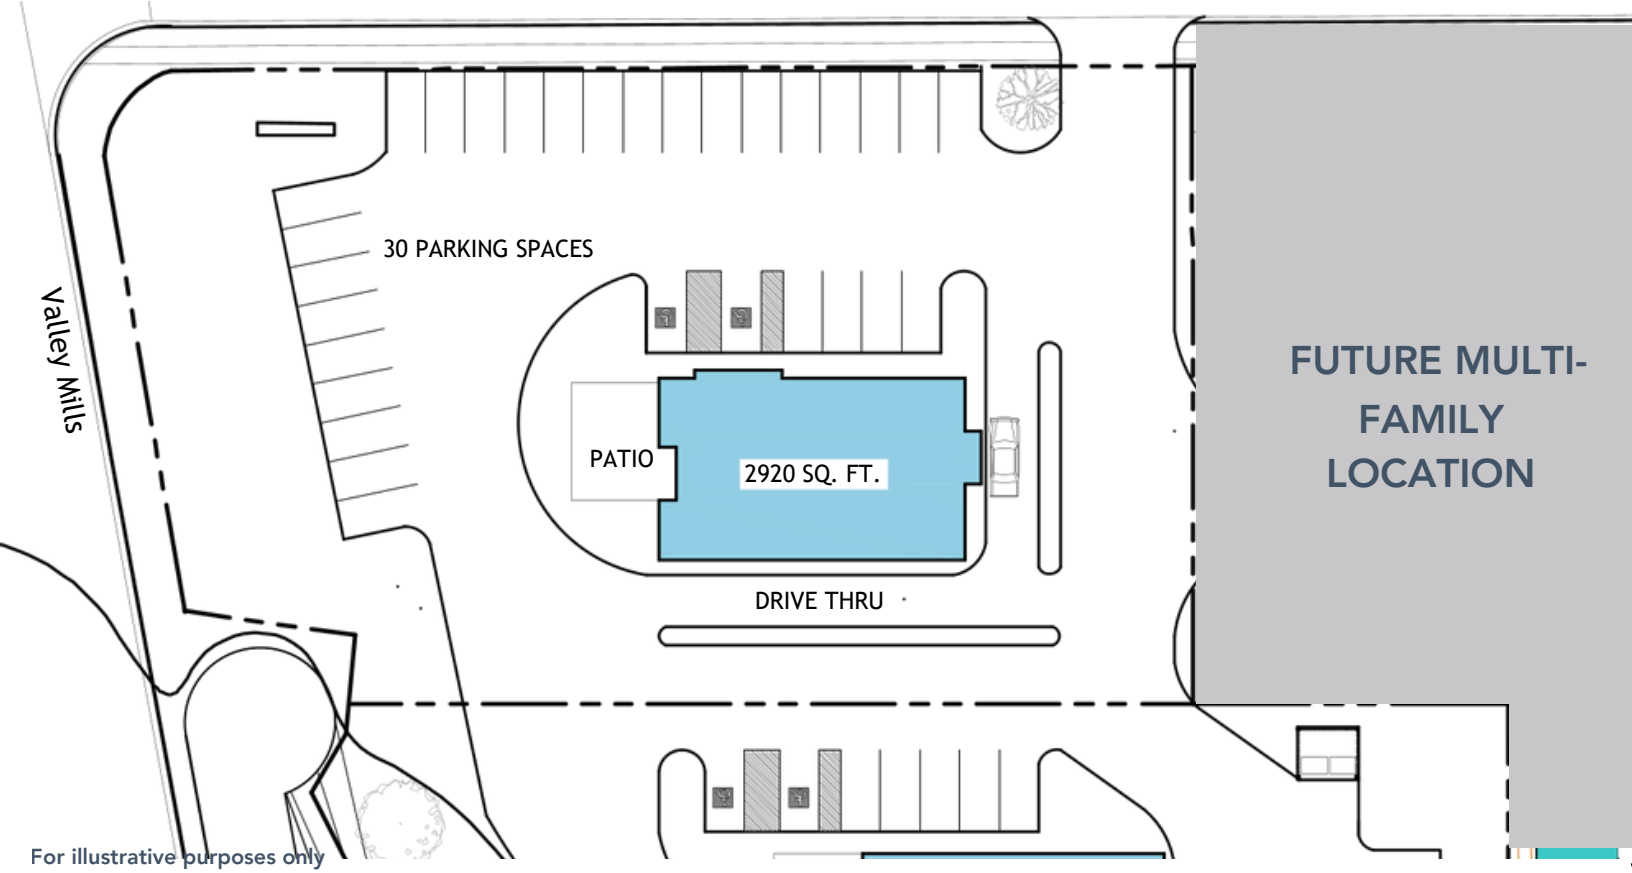 30 PARKING SPACES
Valley Mills
FUTURE MULTI-
FAMILY
LOCATION
PATIO
2920 SQ. FT.
DRIVE THRU
For illustrative purposes only